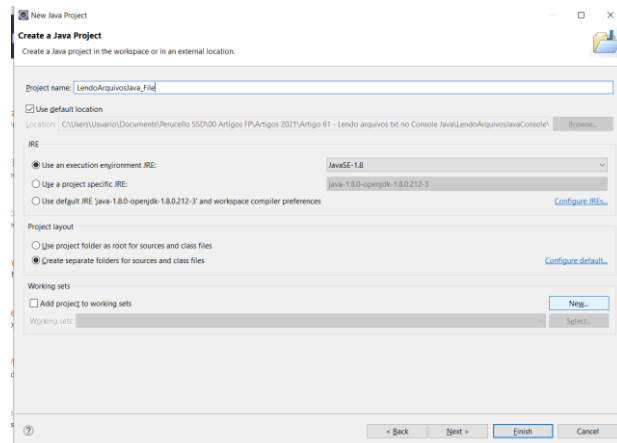 New Java Project
Create a Java Project
Create a Java project in the workspace or in an external location.
Project name: LendoArquivosJava_File
Use default location
Location: C:\Users\Usuario\Documents\Perucello SSD\00 Artigos FP\Artigos 2021\Artigo 61 - Lendo arquivos txt no Console Java\LendoArquivosJavaConsole\ Browse...
JRE
Use an execution environment JRE: JavaSE-1.8
Use a project specific JRE: java-1.8.0-openjdk-1.8.0.212-3
Use default JRE 'java-1.8.0-openjdk-1.8.0.212-3' and workspace compiler preferences Configure JREs...
Project layout
Use project folder as root for sources and class files
Create separate folders for sources and class files Configure default...
Working sets
Add project to working sets New...
Working sets: Select...
< Back Next > Finish Cancel